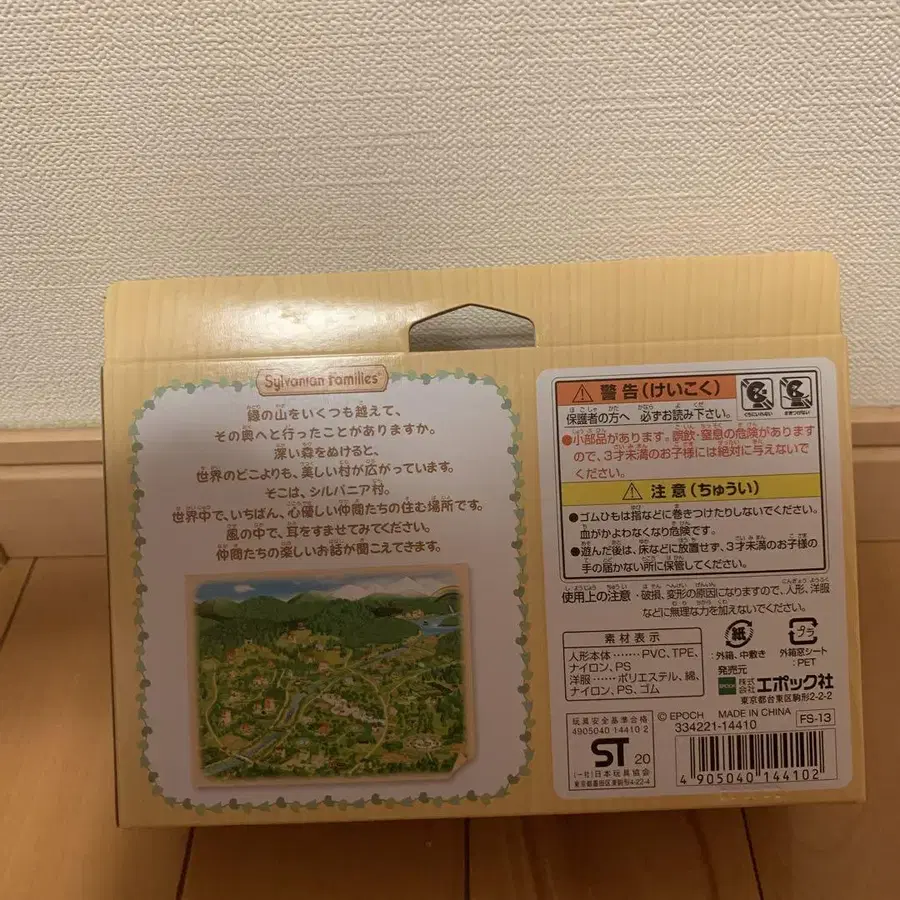 Sylvanian Families
緑の山をいくつも越えて、
その奥へと行ったことがありますか。
深い森をぬけると、
世界のどこよりも、美しい村が広がっています。
そこは、シルバニア村。
世界中で、いちばん、心優しい仲間たちの住む場所です。
風の中で、耳をすませてみてください。
仲間たちの楽しいお話が聞こえてきます。
警告(けいこく)
保護者の方へ 必ずお読み下さい。
●小部品があります。誤飲・窒息の危険があります
ので、3才未満のお子様には絶対に与えないで
ください。
注意(ちゅうい)
●ゴムひもは指などに巻きつけたりしないでください。
血がかよわなくなり危険です。
●遊んだ後は、床などに放置せず、3才未満のお子様の
手の届かない所に保管してください。
使用上の注意・破損、変形の原因になりますので、人形、洋服
などに無理な力を加えないでください。
素材表示
人形本体……PVC、TPE、
ナイロン、PS
洋服……ポリエステル、綿、
ナイロン、PS、ゴム
紙
:外箱、中敷き
プラ
外箱窓シート
:PET
発売元
EPOCH 株式会社 エポック社
東京都台東区駒形2-2-2
玩具安全基準合格
4905040 14410 2
ST 20
(一社)日本玩具協会
東京都墨田区東駒形4-22-4
© EPOCH MADE IN CHINA FS-13
334221-14410
4 905040 144102